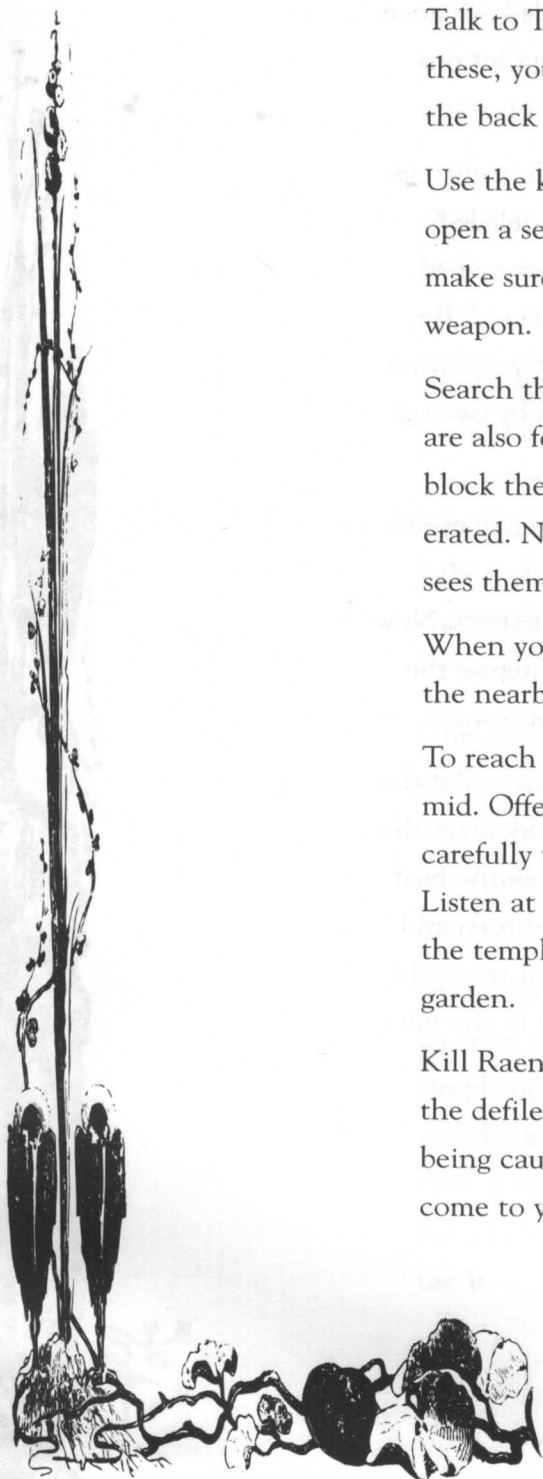 Talk to T
these, you
the back
Use the k
open a se
make sure
weapon.
Search th
are also fo
block the
erated. N
sees them
When yo
the nearb
To reach
mid. Offe
carefully t
Listen at
the templ
garden.
Kill Raen
the defile
being cau
come to y